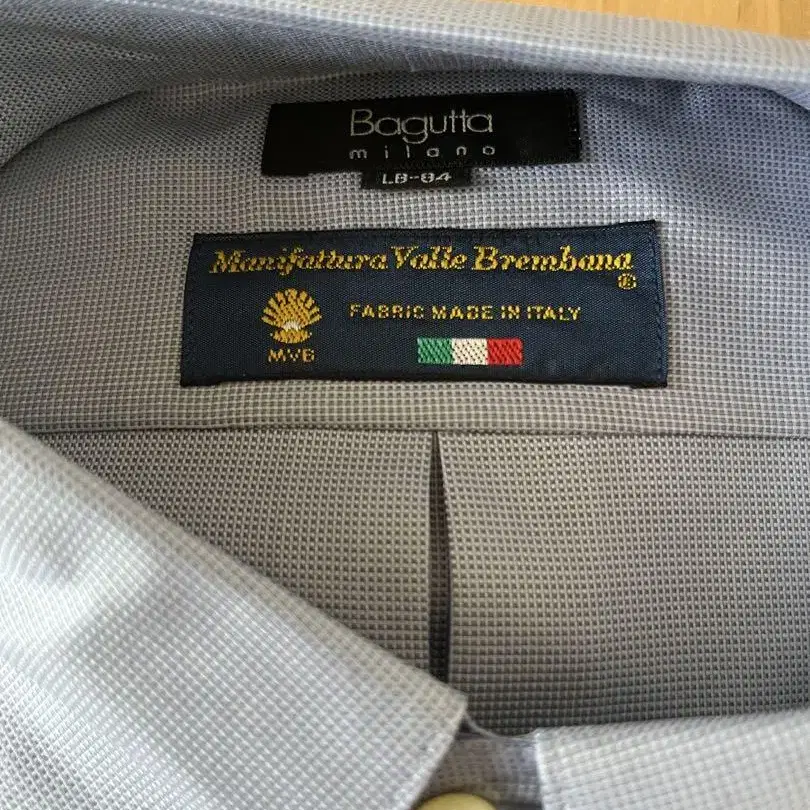 Bagutta
milano
LB-84
Manifattura Valle Brembana
®
FABRIC MADE IN ITALY
MVB